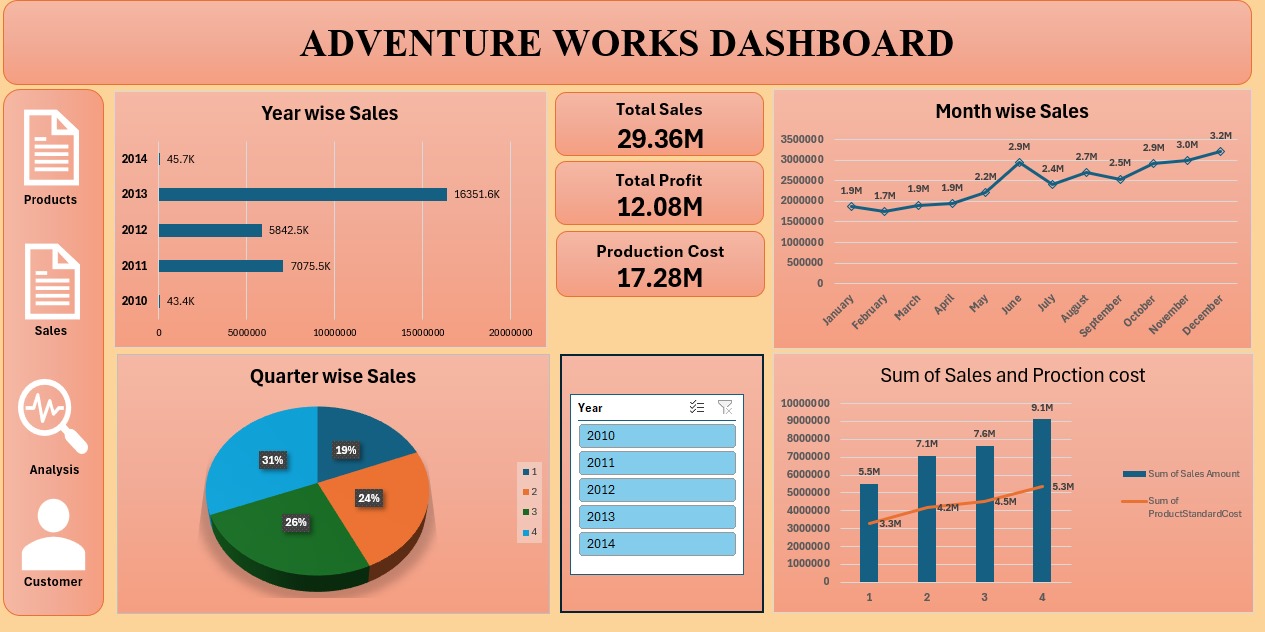 ADVENTURE WORKS DASHBOARD
Products
Sales
Analysis
Customer
Year wise Sales
2014
45.7K
2013
16351.6K
2012
5842.5K
2011
7075.5K
2010
43.4K
0 5000000 10000000 15000000 20000000
Total Sales
29.36M
Total Profit
12.08M
Production Cost
17.28M
Month wise Sales
3500000
3000000
2500000
2000000
1500000
1000000
500000
0
1.9M 1.7M 1.9M 1.9M 2.2M 2.9M 2.4M 2.7M 2.5M 2.9M 3.0M 3.2M
January February March April May June July August September October November December
Quarter wise Sales
19%
24%
26%
31%
1
2
3
4
Year
2010
2011
2012
2013
2014
Sum of Sales and Proction cost
10000000
9000000
8000000
7000000
6000000
5000000
4000000
3000000
2000000
1000000
0
5.5M 7.1M 7.6M 9.1M
3.3M 4.2M 4.5M 5.3M
1 2 3 4
Sum of Sales Amount
Sum of
ProductStandardCost